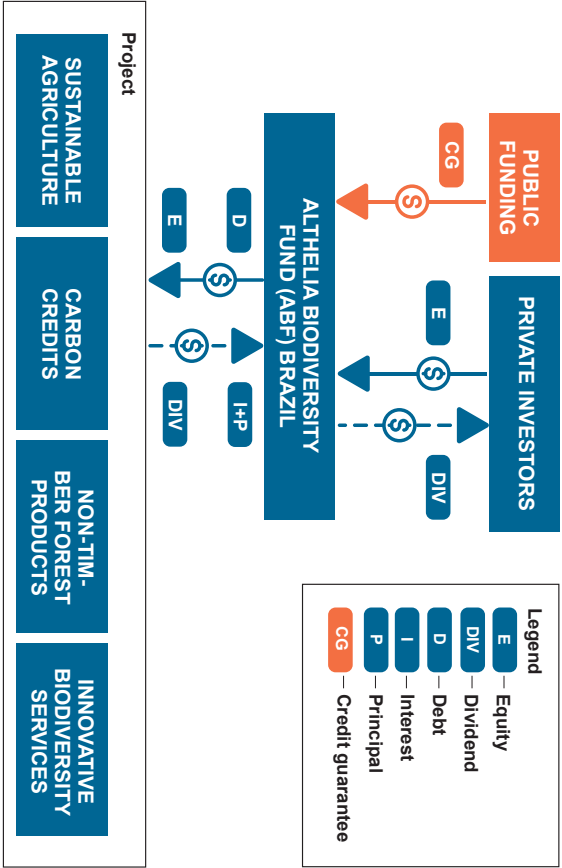 PUBLIC
FUNDING
PRIVATE INVESTORS
CG
$
E
$
$
DIV
ALTHELIA BIODIVERSITY
FUND (ABF) BRAZIL
D
E
$
$
I+P
DIV
Project
SUSTAINABLE
AGRICULTURE
CARBON
CREDITS
NON-TIM-
BER FOREST
PRODUCTS
INNOVATIVE
BIODIVERSITY
SERVICES
Legend
E — Equity
DIV — Dividend
D — Debt
I — Interest
P — Principal
CG — Credit guarantee